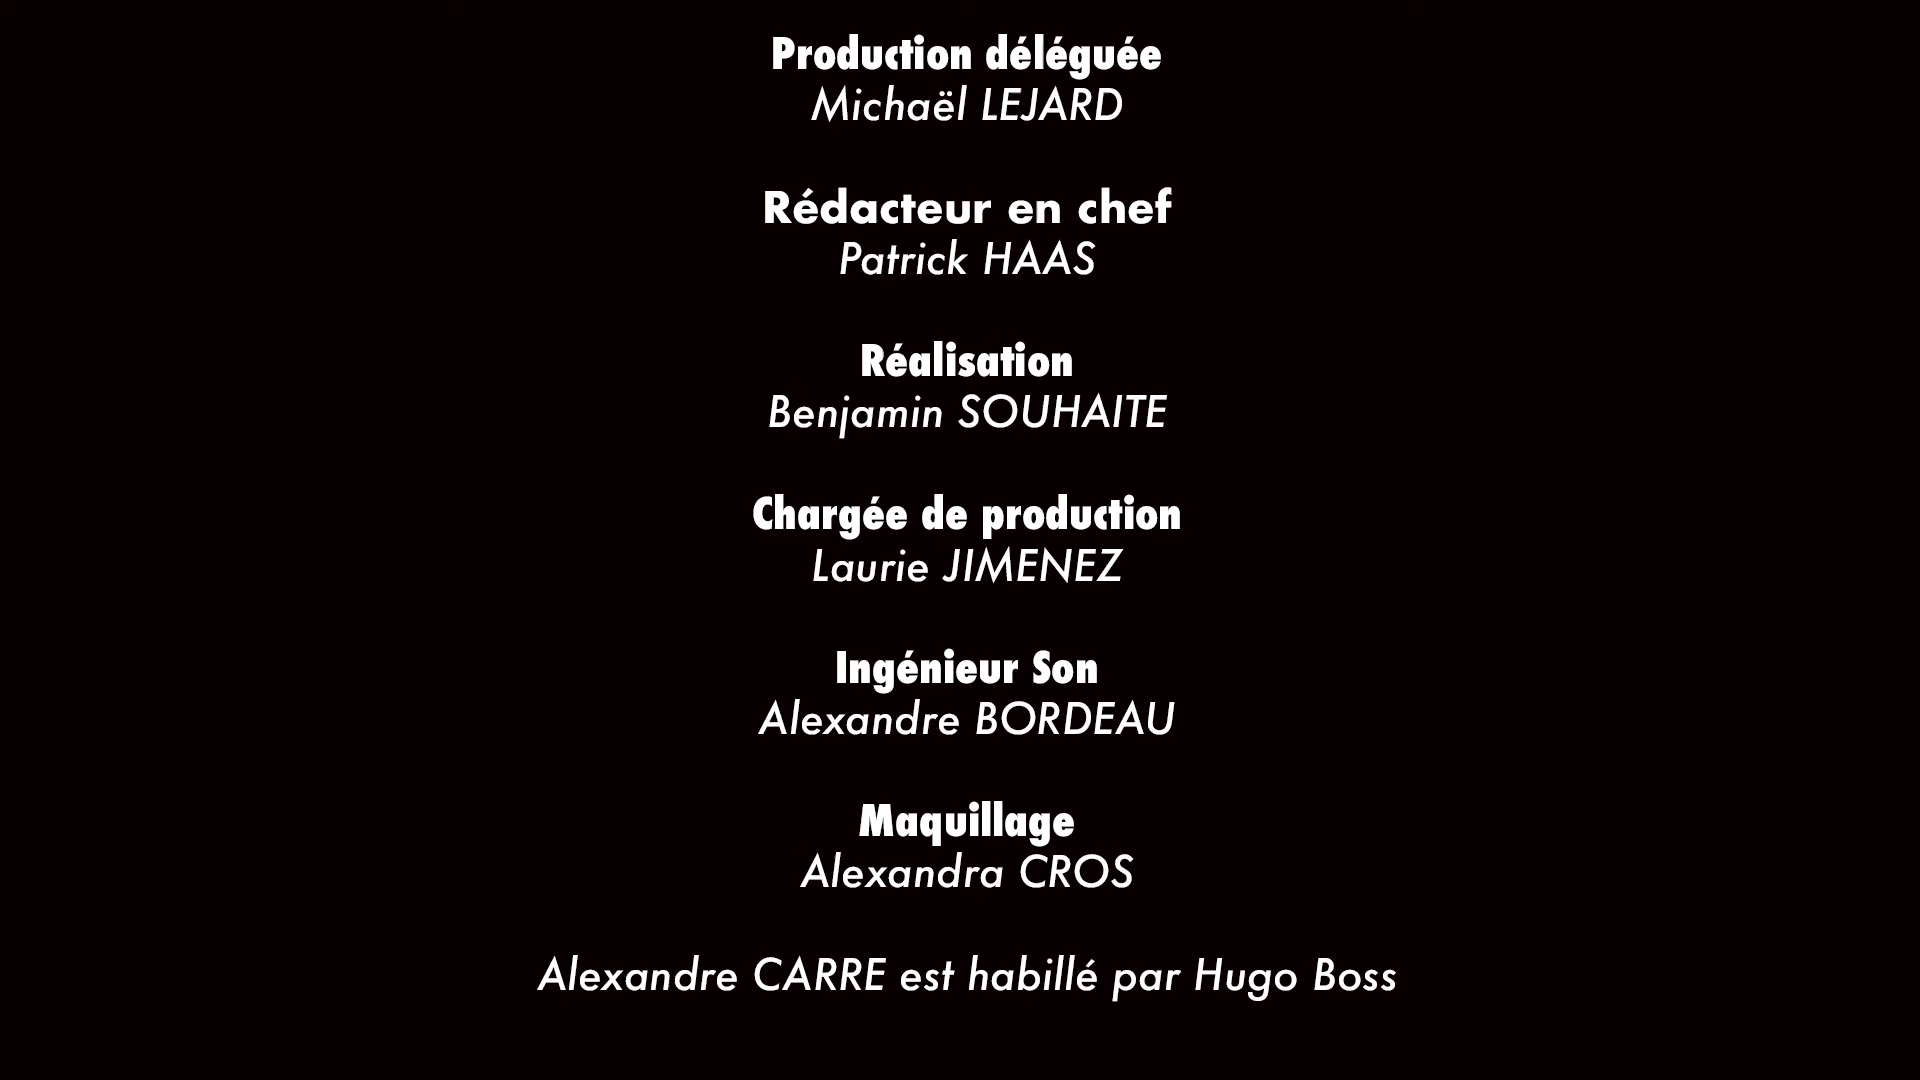 Production déléguée
Michaël LEJARD
Rédacteur en chef
Patrick HAAS
Réalisation
Benjamin SOUHAITE
Chargée de production
Laurie JIMENEZ
Ingénieur Son
Alexandre BORDEAU
Maquillage
Alexandra CROS
Alexandre CARRE est habillé par Hugo Boss